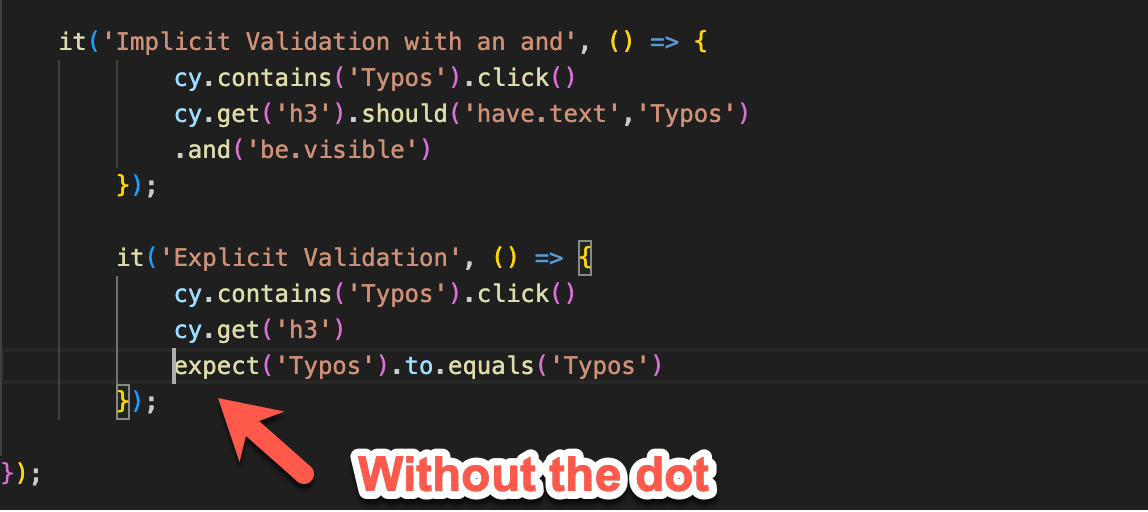 it('Implicit Validation with an and', () => {
cy.contains('Typos').click()
cy.get('h3').should('have.text','Typos')
.and('be.visible')
});
it('Explicit Validation', () => {
cy.contains('Typos').click()
cy.get('h3')
expect('Typos').to.equals('Typos')
});
});
Without the dot